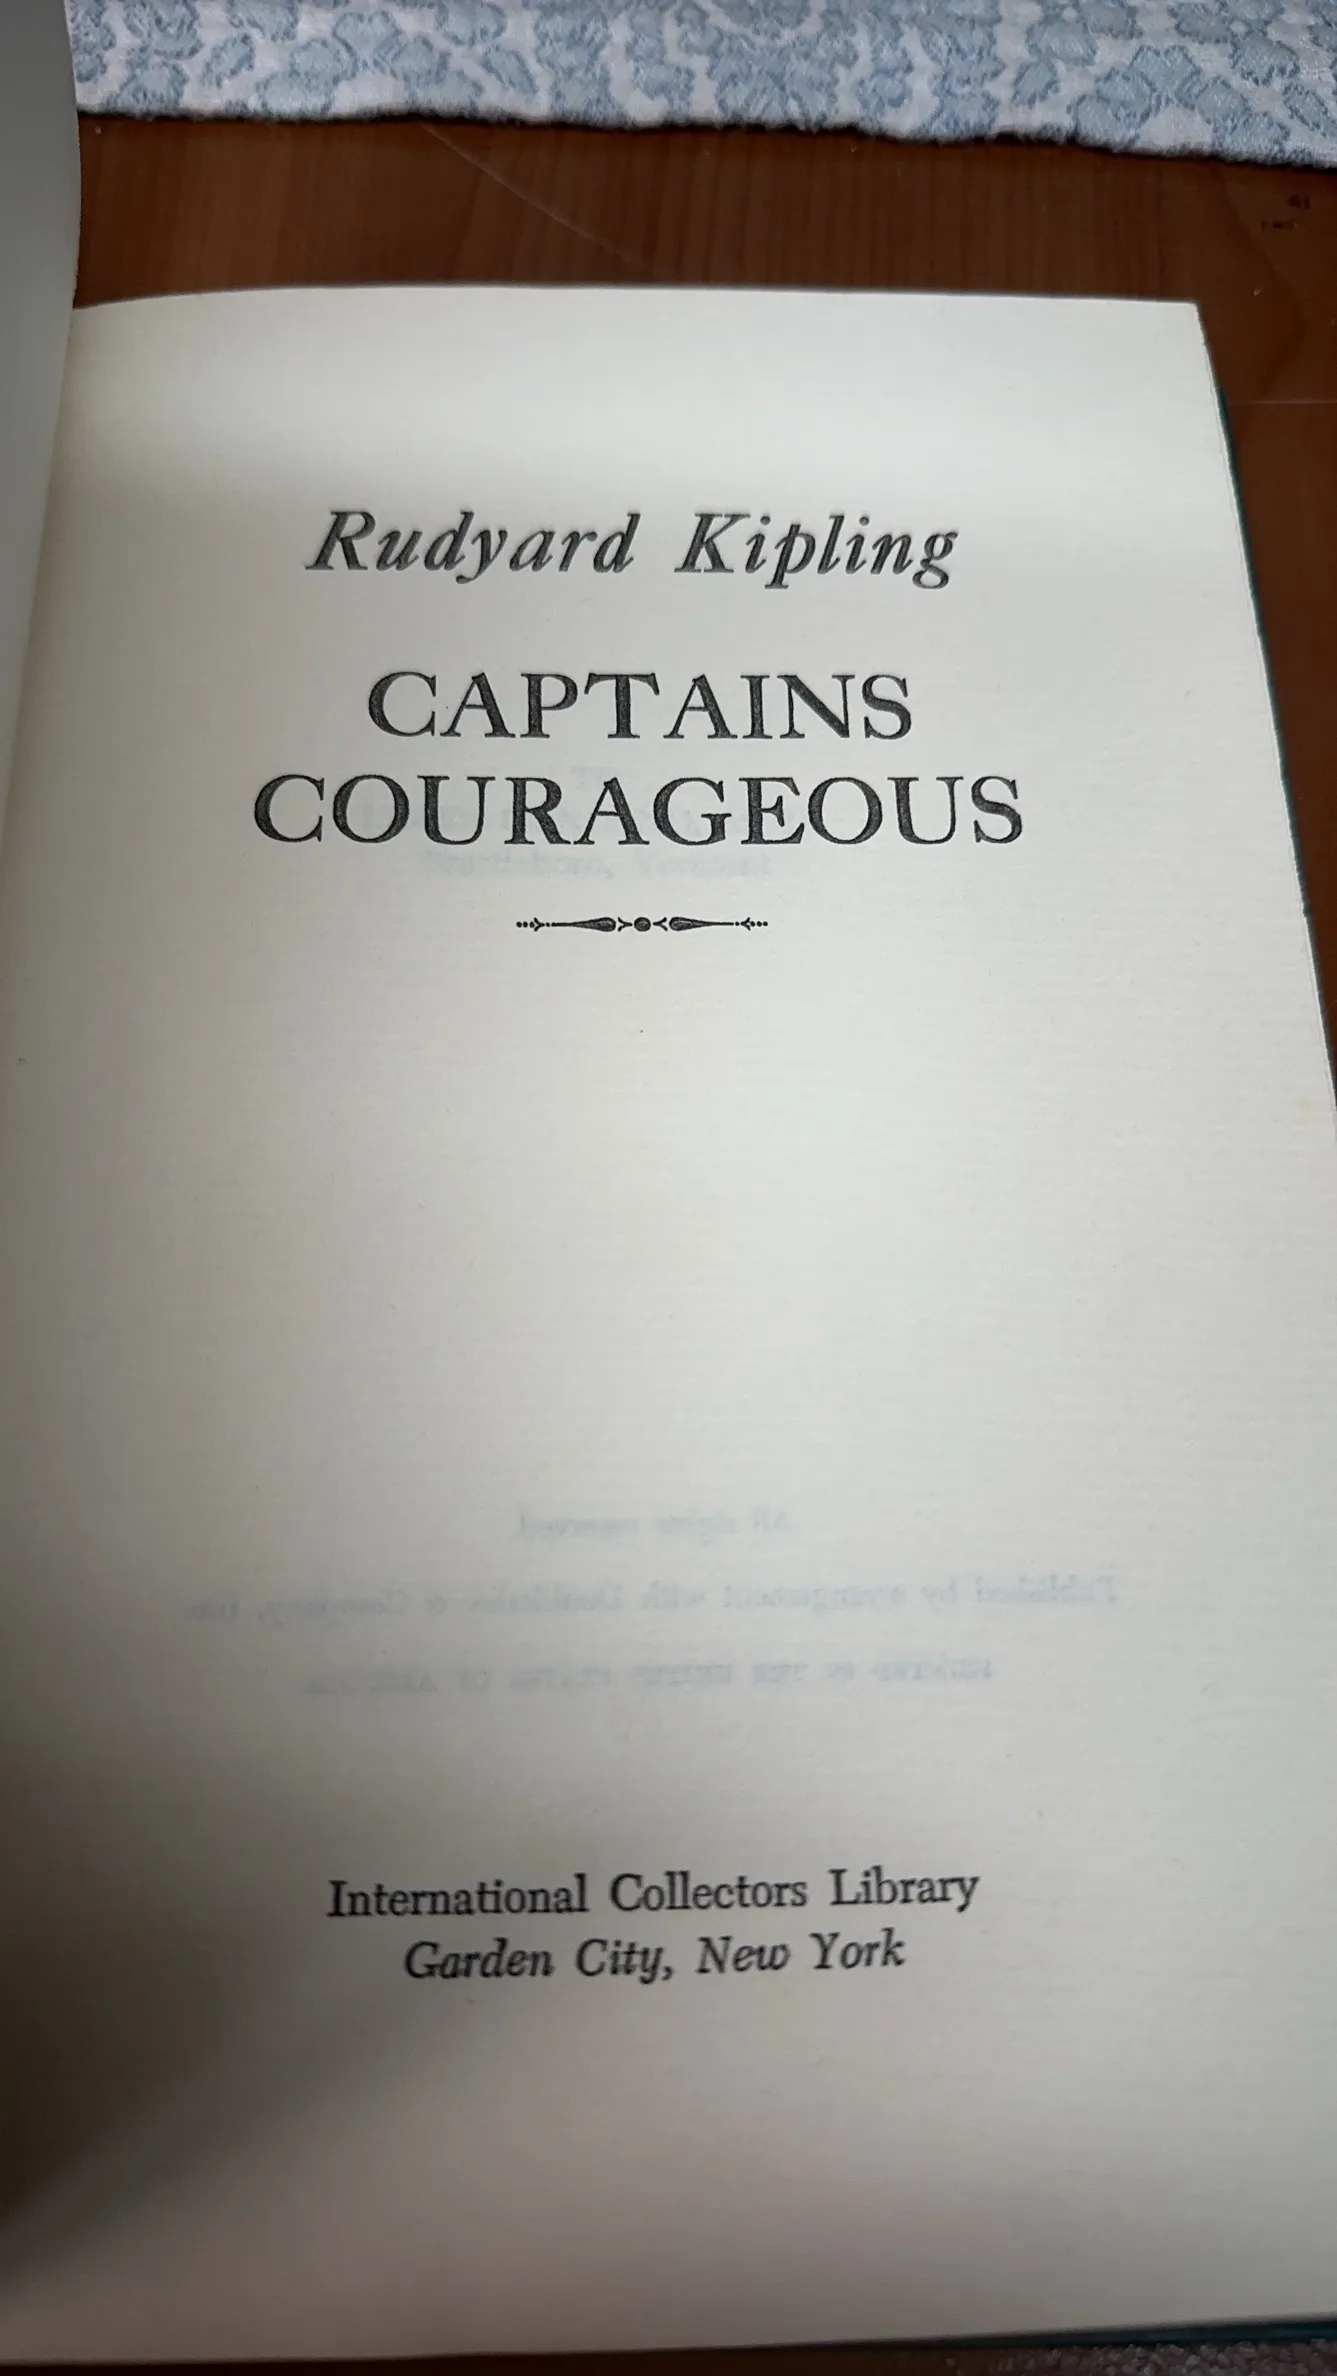 Rudyard Kipling
CAPTAINS
COURAGEOUS
International Collectors Library
Garden City, New York